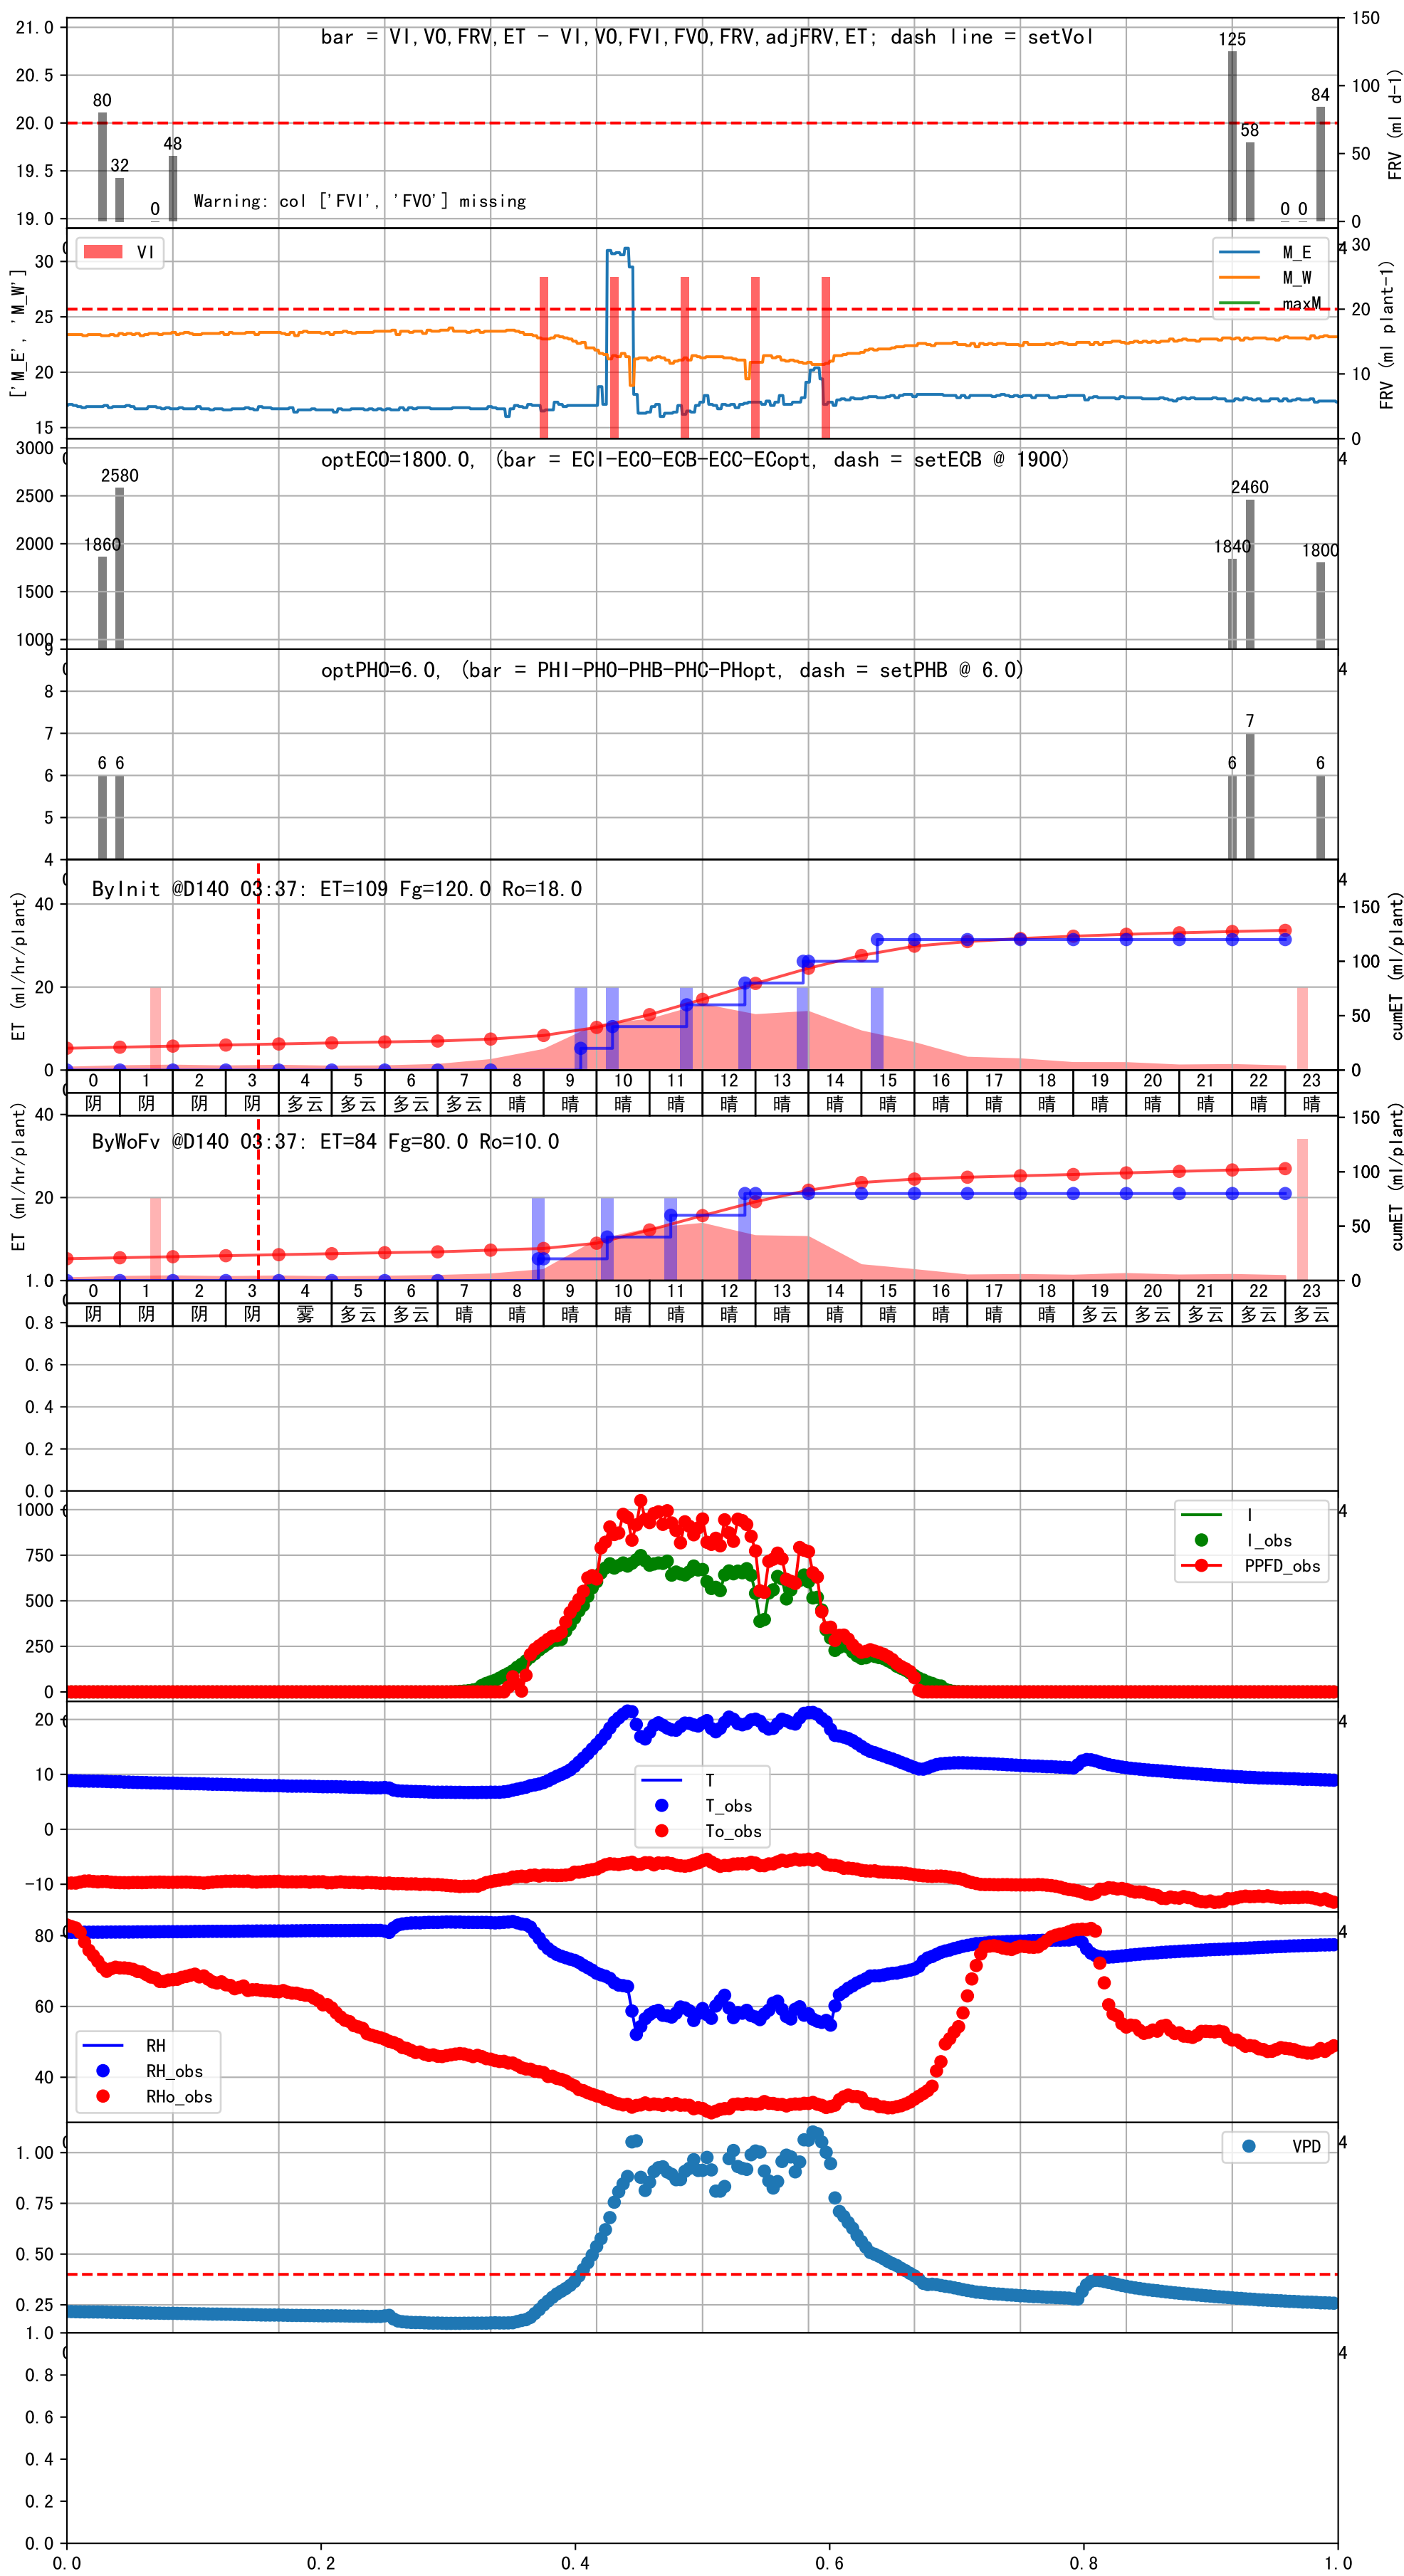 bar = VI,VO,FRV,ET - VI,VO,FVI,FVO,FRV,adjFRV,ET; dash line = setVol
21.0
20.5
20.0
19.5
19.0
150
100
50
0
FRV (ml d-1)
80
32
0
48
125
58
0 0
84
Warning: col ['FVI', 'FVO'] missing
['M_E', 'M_W']
30
25
20
15
VI
M_E
M_W
maxM
30
20
10
0
FRV (ml plant-1)
optECO=1800.0, (bar = ECI-ECO-ECB-ECC-ECopt, dash = setECB @ 1900)
3000
2500
2000
1500
1000
1860
2580
1840
2460
1800
4
optPHO=6.0, (bar = PHI-PHO-PHB-PHC-PHopt, dash = setPHB @ 6.0)
9
8
7
6
5
4
6 6
6
7
6
4
ByInit @D140 03:37: ET=109 Fg=120.0 Ro=18.0
ET (ml/hr/plant)
40
20
0
150
100
50
0
cumET (ml/plant)
4
0 1 2 3 4 5 6 7 8 9 10 11 12 13 14 15 16 17 18 19 20 21 22 23
阴 阴 阴 阴 多云 多云 多云 多云 晴 晴 晴 晴 晴 晴 晴 晴 晴 晴 晴 晴 晴 晴 晴 晴
ByWoFv @D140 03:37: ET=84 Fg=80.0 Ro=10.0
ET (ml/hr/plant)
40
20
150
100
50
0
cumET (ml/plant)
0 1 2 3 4 5 6 7 8 9 10 11 12 13 14 15 16 17 18 19 20 21 22 23
阴 阴 阴 阴 雾 多云 多云 晴 晴 晴 晴 晴 晴 晴 晴 晴 晴 晴 晴 多云 多云 多云 多云 多云
1.0
0.8
0.6
0.4
0.2
0.0
1000
750
500
250
0
I
I_obs
PPFD_obs
4
20
10
0
-10
T
T_obs
To_obs
4
80
60
40
RH
RH_obs
RHo_obs
4
1.00
0.75
0.50
0.25
VPD
4
1.0
0.8
0.6
0.4
0.2
0.0
4
0.0 0.2 0.4 0.6 0.8 1.0